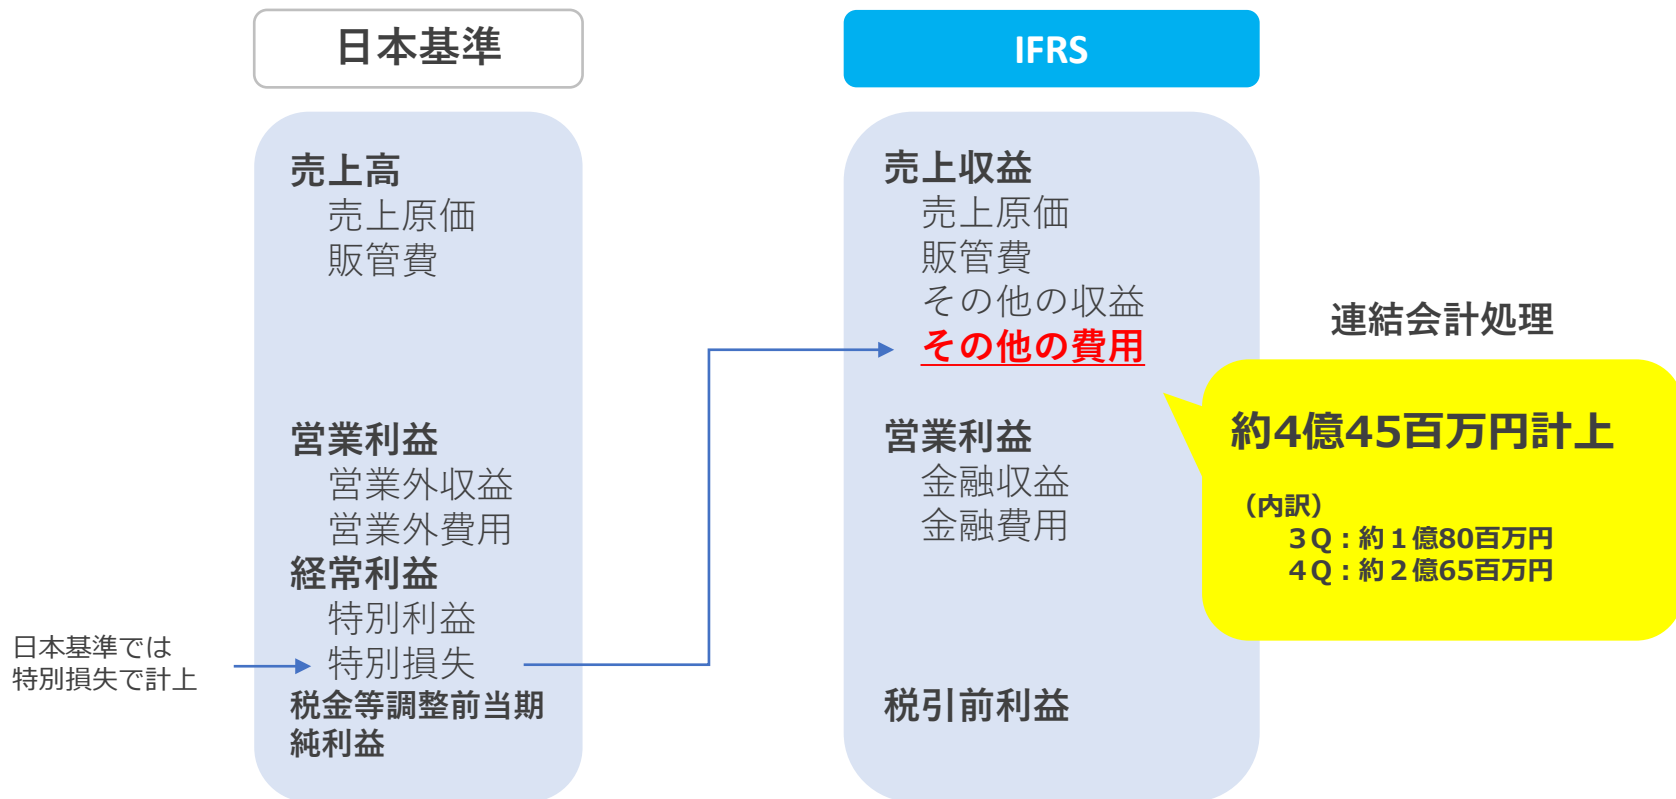 日本基準
IFRS
売上高
売上原価
販管費
営業利益
営業外収益
営業外費用
経常利益
特別利益
特別損失
税金等調整前当期
純利益
日本基準では
特別損失で計上
売上収益
売上原価
販管費
その他の収益
その他の費用
営業利益
金融収益
金融費用
税引前利益
連結会計処理
約4億45百万円計上
（内訳）
３Ｑ：約１億80百万円
４Ｑ：約２億65百万円